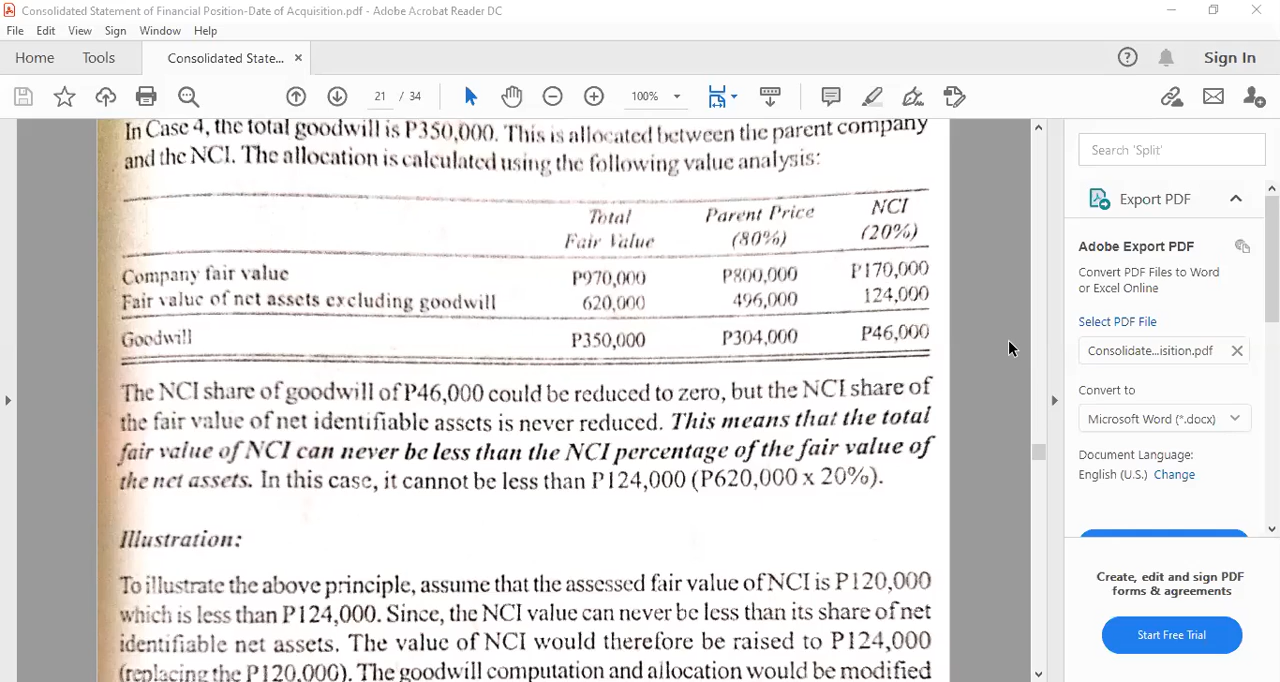 Consolidated Statement of Financial Position-Date of Acquisition.pdf - Adobe Acrobat Reader DC
File Edit View Sign Window Help
Home Tools Consolidated State... × Sign In
21 / 34 100%
In Case 4, the total goodwill is P350,000. This is allocated between the parent company
and the NCI. The allocation is calculated using the following value analysis:
Total Parent Price NCI
Fair Value (80%) (20%)
Company fair value P970,000 P800,000 P170,000
Fair value of net assets excluding goodwill 620,000 496,000 124,000
Goodwill P350,000 P304,000 P46,000
The NCI share of goodwill of P46,000 could be reduced to zero, but the NCI share of
the fair value of net identifiable assets is never reduced. This means that the total
fair value of NCI can never be less than the NCI percentage of the fair value of
the net assets. In this case, it cannot be less than P124,000 (P620,000 x 20%).
Illustration:
To illustrate the above principle, assume that the assessed fair value of NCI is P120,000
which is less than P124,000. Since, the NCI value can never be less than its share of net
identifiable net assets. The value of NCI would therefore be raised to P124,000
(replacing the P120,000). The goodwill computation and allocation would be modified
Search 'Split'
Export PDF
Adobe Export PDF
Convert PDF Files to Word
or Excel Online
Select PDF File
Consolidate...isition.pdf
Convert to
Microsoft Word (*.docx)
Document Language:
English (U.S.) Change
Create, edit and sign PDF
forms & agreements
Start Free Trial